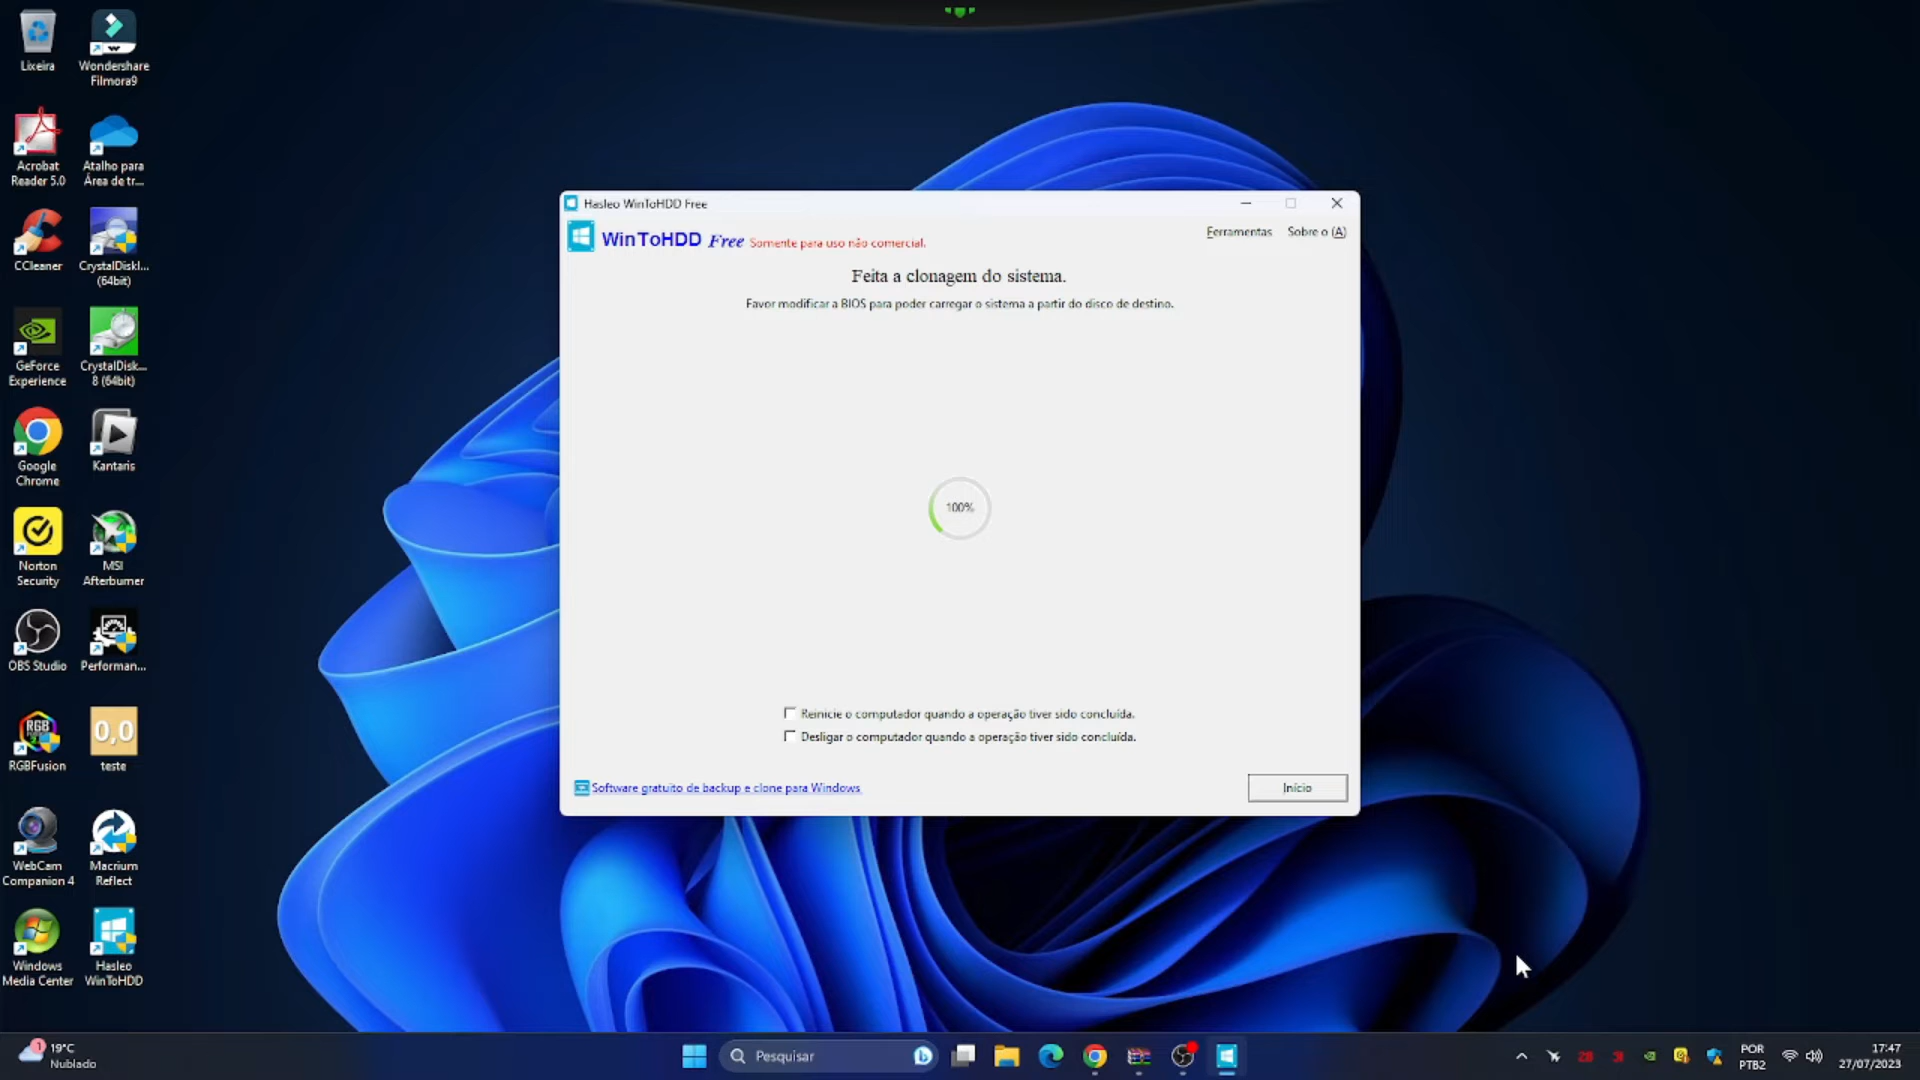 Lixeira
Wondershare
Filmora9
Acrobat
Reader 5.0
Atalho para
Área de tr...
CCleaner
CrystalDiskI...
(64bit)
GeForce
Experience
CrystalDisk...
8 (64bit)
Google
Chrome
Kantaris
Norton
Security
MSI
Afterburner
OBS Studio
Performan...
RGB
RGBFusion
0,0
teste
WebCam
Companion 4
Macrium
Reflect
Windows
Media Center
Hasleo
WinToHDD
Hasleo WinToHDD Free
WinToHDD Free Somente para uso não comercial.
Ferramentas
Sobre o (A)
Feita a clonagem do sistema.
Favor modificar a BIOS para poder carregar o sistema a partir do disco de destino.
100%
Reinicie o computador quando a operação tiver sido concluída.
Desligar o computador quando a operação tiver sido concluída.
Software gratuito de backup e clone para Windows
Início
1
19°C
Nublado
Pesquisar
POR
PTB2
17:47
27/07/2023